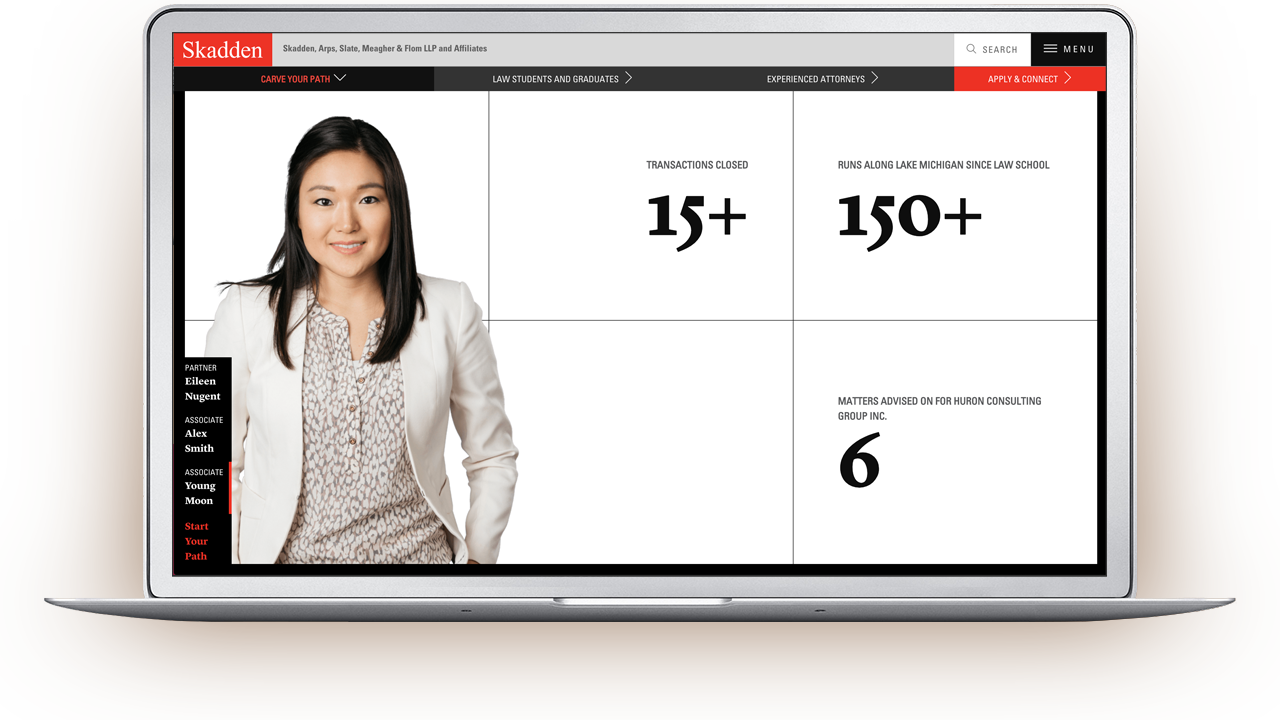 Skadden
Skadden, Arps, Slate, Meagher & Flom LLP and Affiliates
SEARCH
MENU
CARVE YOUR PATH
LAW STUDENTS AND GRADUATES
EXPERIENCED ATTORNEYS
APPLY & CONNECT
TRANSACTIONS CLOSED
15+
RUNS ALONG LAKE MICHIGAN SINCE LAW SCHOOL
150+
PARTNER
Eileen
Nugent
ASSOCIATE
Alex
Smith
ASSOCIATE
Young
Moon
Start
Your
Path
MATTERS ADVISED ON FOR HURON CONSULTING
GROUP INC.
6